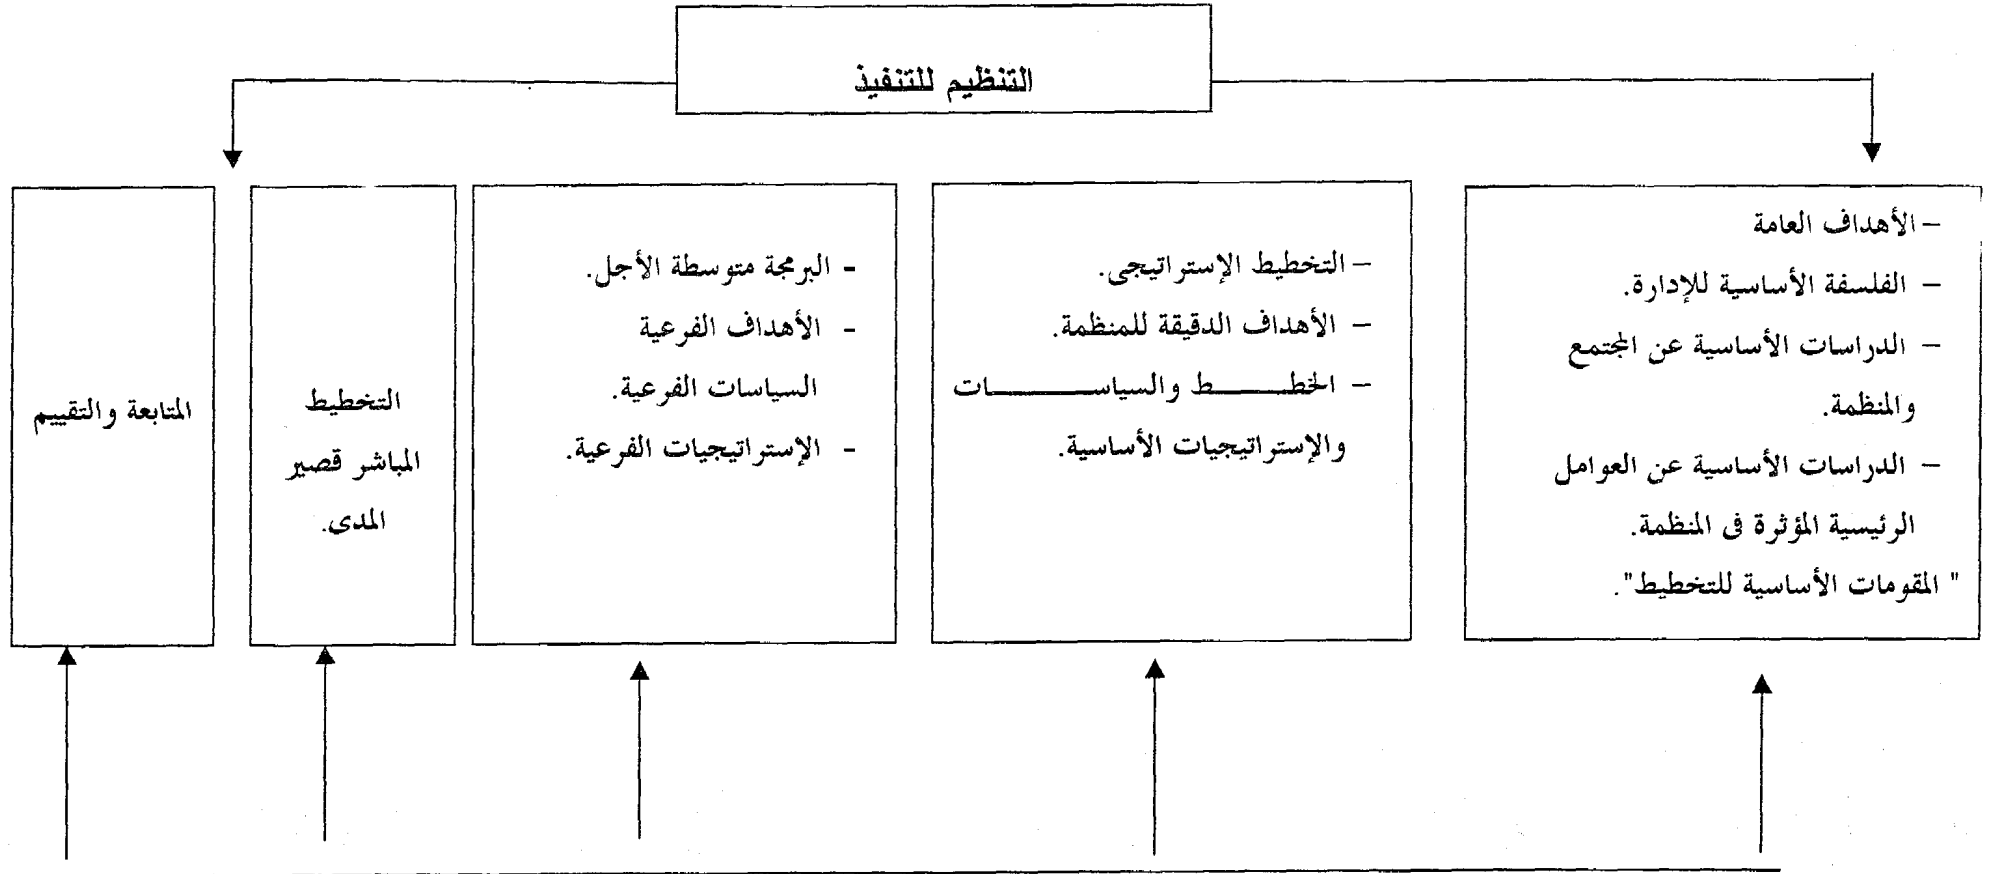 التنظيم للتنفيذ
– الأهداف العامة
– الفلسفة الأساسية للإدارة.
– الدراسات الأساسية عن المجتمع
والمنظمة.
– الدراسات الأساسية عن العوامل
الرئيسية المؤثرة فى المنظمة.
" المقومات الأساسية للتخطيط".
– التخطيط الإستراتيجى.
– الأهداف الدقيقة للمنظمة.
– الخطط والسياسات
والإستراتيجيات الأساسية.
- البرمجة متوسطة الأجل.
- الأهداف الفرعية
السياسات الفرعية.
- الإستراتيجيات الفرعية.
التخطيط
المباشر قصير
المدى.
المتابعة والتقييم